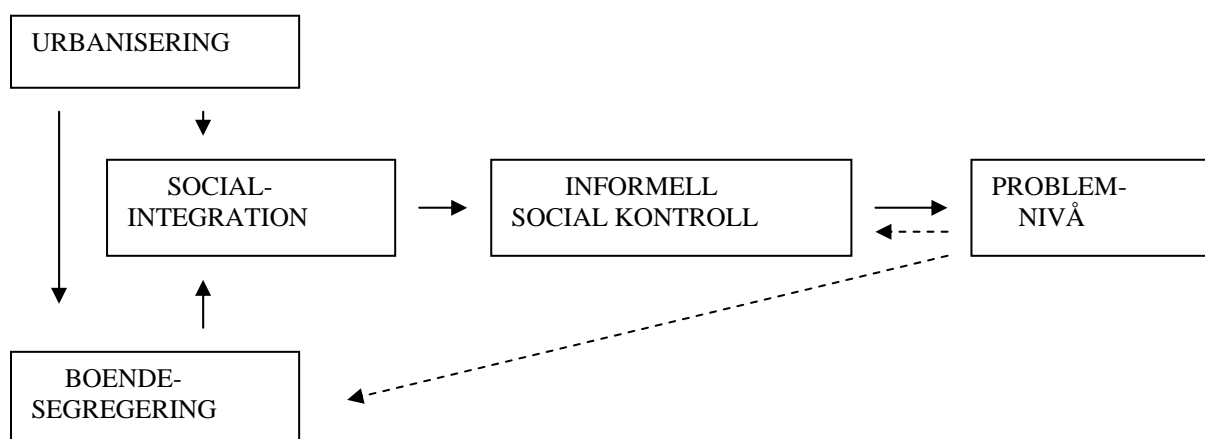 URBANISERING
SOCIAL-
INTEGRATION
INFORMELL
SOCIAL KONTROLL
PROBLEM-
NIVÅ
BOENDE-
SEGREGERING